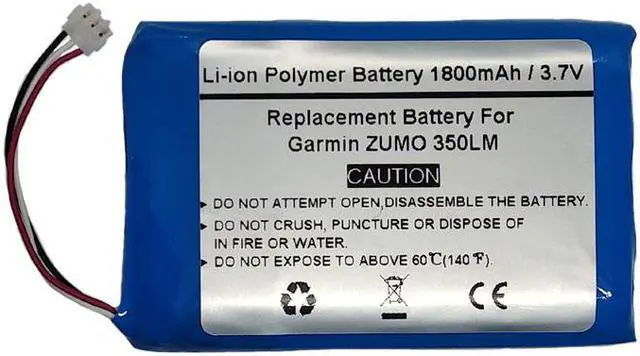 Li-ion Polymer Battery 1800mAh / 3.7V
Replacement Battery For
Garmin ZUMO 350LM
CAUTION
DO NOT ATTEMPT OPEN,DISASSEMBLE THE BATTERY.
DO NOT CRUSH, PUNCTURE OR DISPOSE OF
IN FIRE OR WATER.
DO NOT EXPOSE TO ABOVE 60℃(140℉).
CE